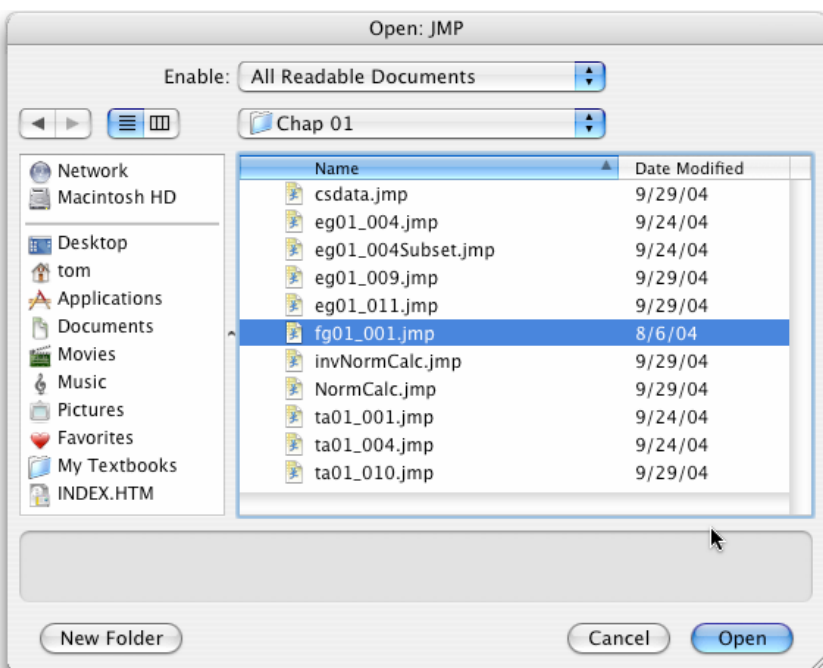 Open: JMP
Enable: All Readable Documents
Chap 01
Network
Macintosh HD
Desktop
tom
Applications
Documents
Movies
Music
Pictures
Favorites
My Textbooks
INDEX.HTM
Name Date Modified
csdata.jmp 9/29/04
eg01_004.jmp 9/24/04
eg01_004Subset.jmp 9/24/04
eg01_009.jmp 9/29/04
eg01_011.jmp 9/29/04
fg01_001.jmp 8/6/04
invNormCalc.jmp 9/29/04
NormCalc.jmp 9/29/04
ta01_001.jmp 9/24/04
ta01_004.jmp 9/24/04
ta01_010.jmp 9/29/04
New Folder Cancel Open